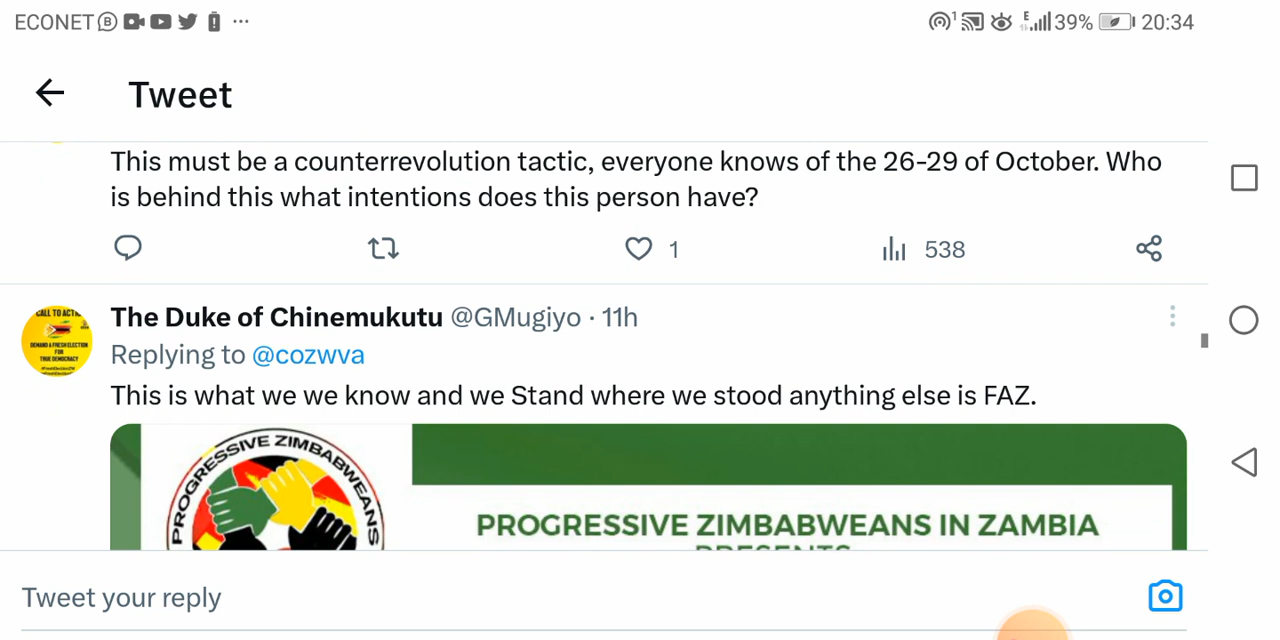 ECONET
39% 20:34
Tweet
This must be a counterrevolution tactic, everyone knows of the 26-29 of October. Who
is behind this what intentions does this person have?
1 538
The Duke of Chinemukutu @GMugiyo · 11h
Replying to @cozwva
CALL TO ACTI
DEMAND A FRESH ELECTION
FOR
TRUE DEMOCRACY
This is what we we know and we Stand where we stood anything else is FAZ.
PROGRESSIVE ZIMBABWEANS
PROGRESSIVE ZIMBABWEANS IN ZAMBIA
PRESENTS
Tweet your reply